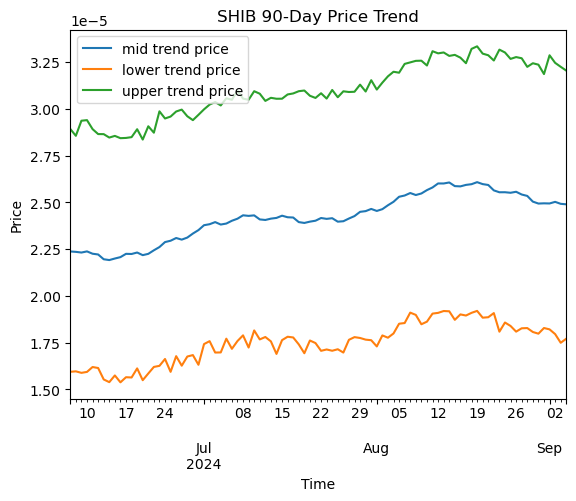 SHIB 90-Day Price Trend
1e−5
mid trend price
lower trend price
upper trend price
3.25
3.00
2.75
2.50
2.25
2.00
1.75
1.50
Price
10 17 24 08 15 22 29 05 12 19 26 02
Jul Aug Sep
2024
Time